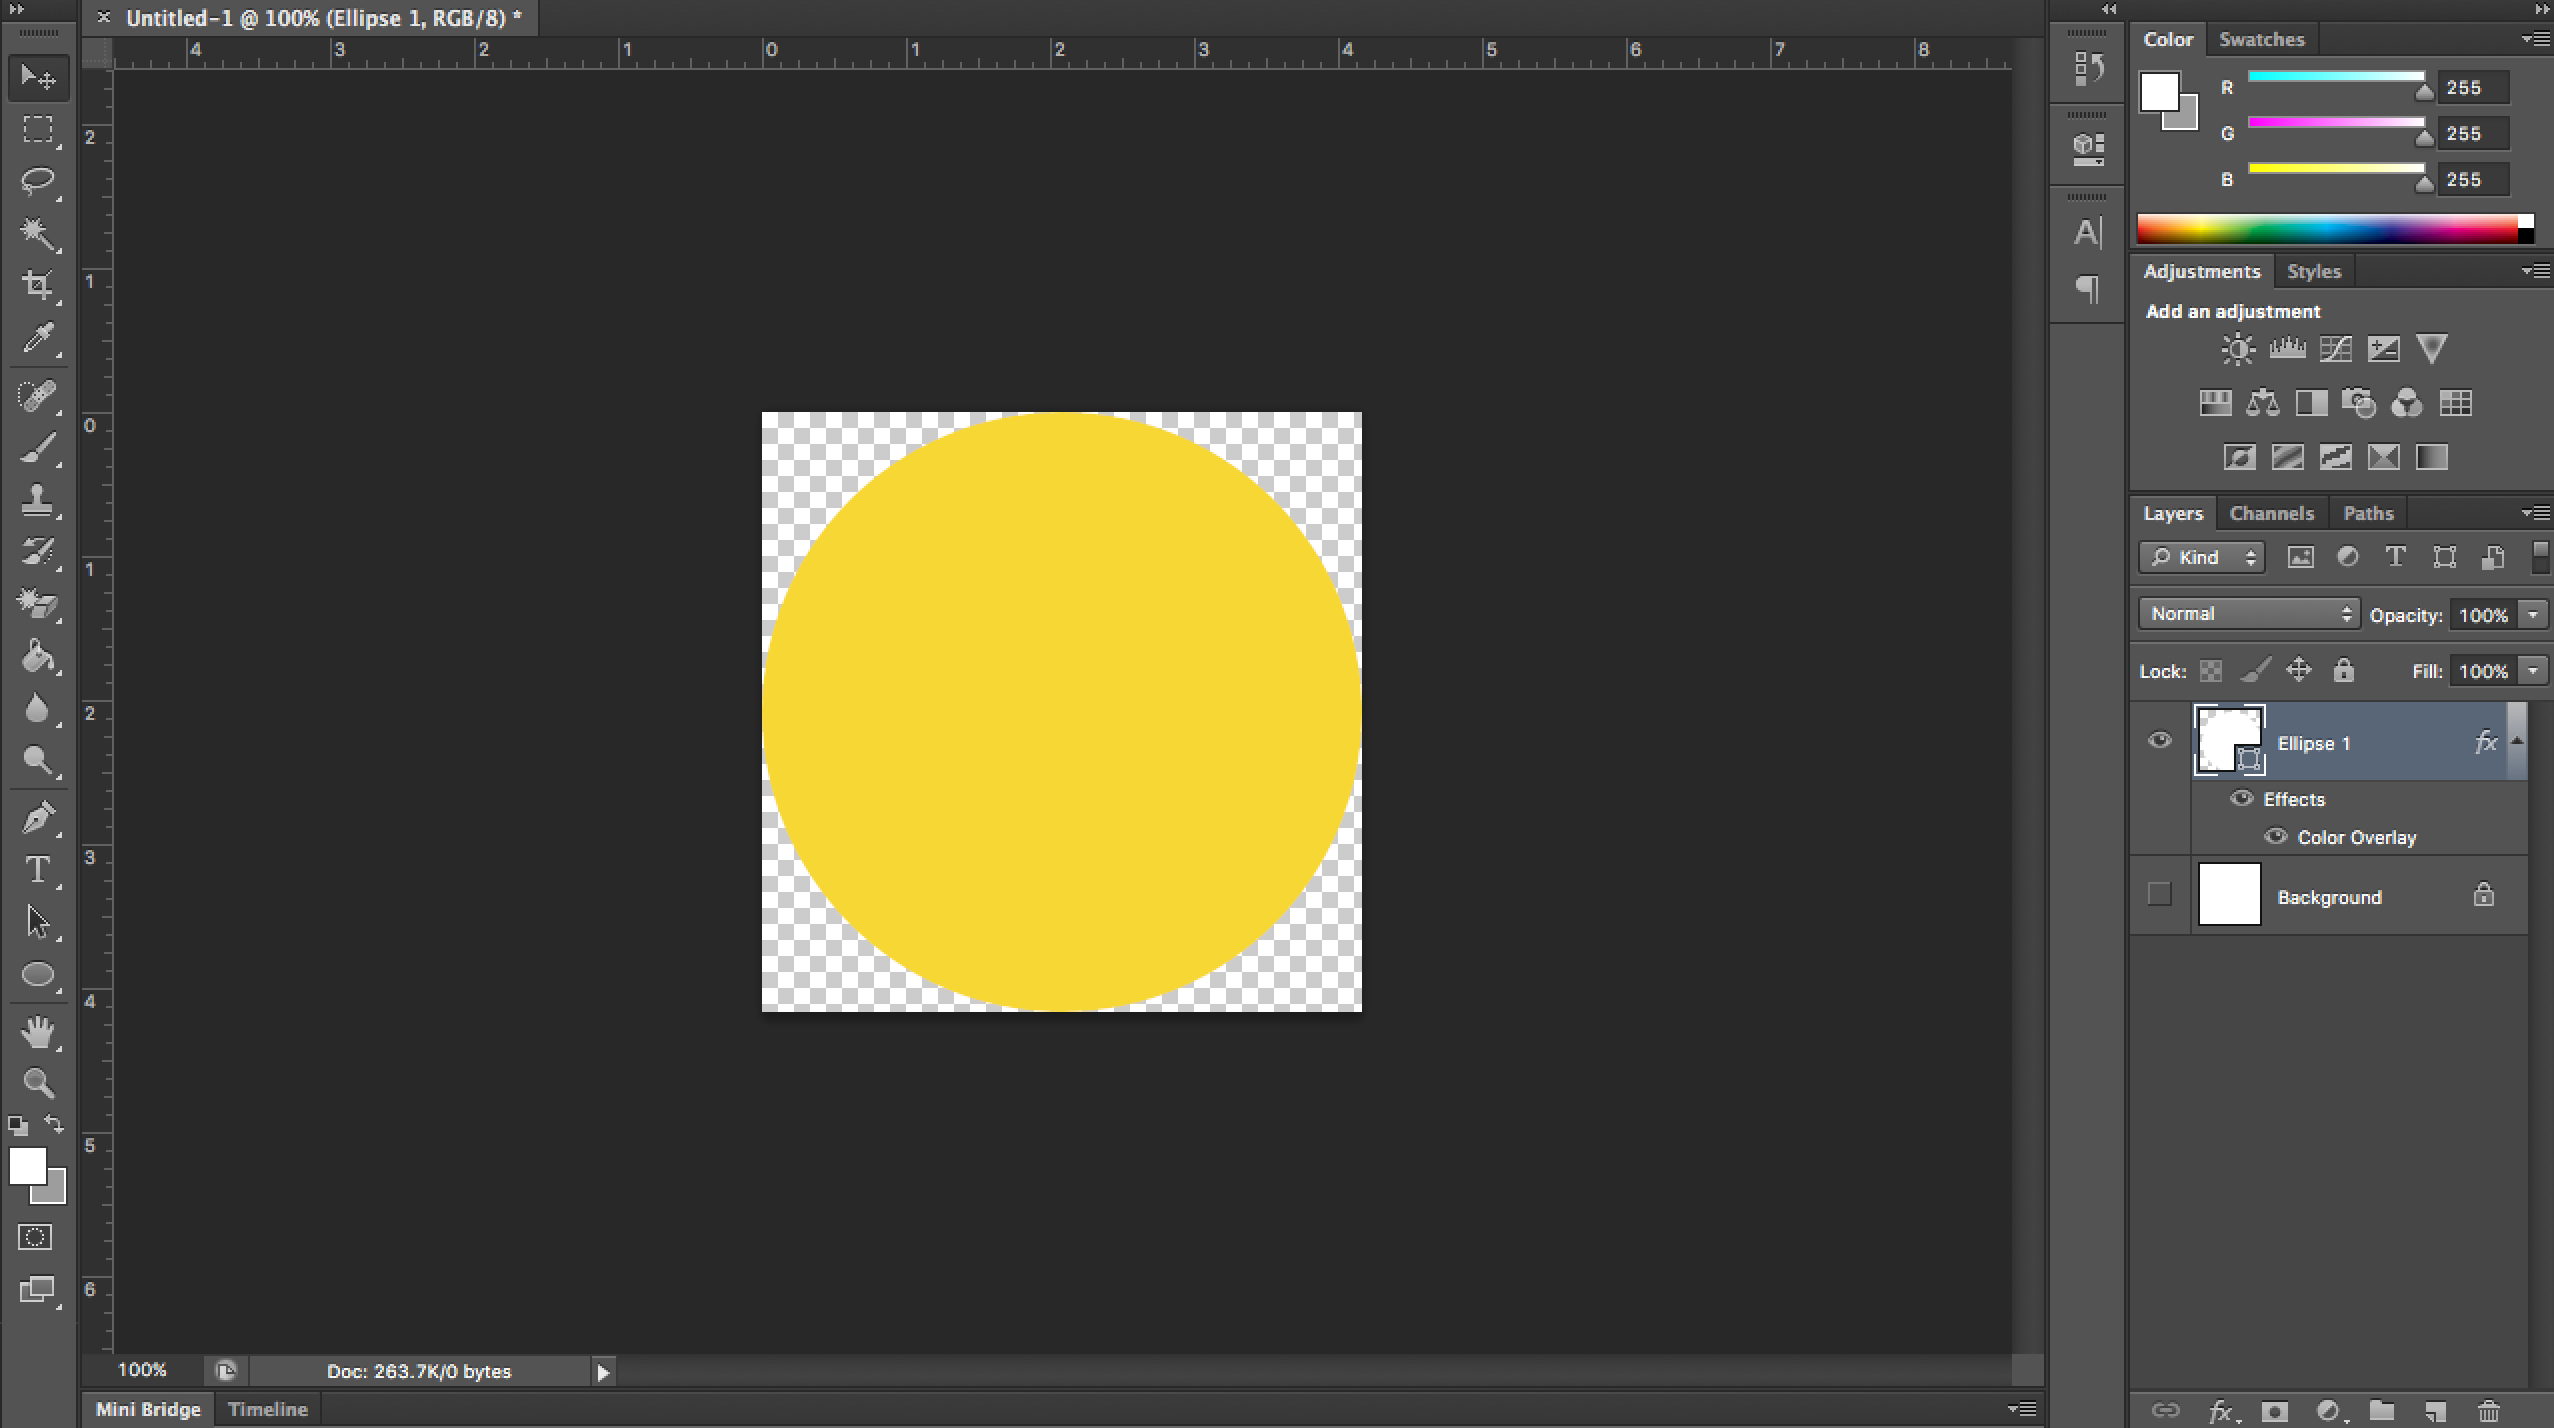 Untitled-1 @ 100% (Ellipse 1, RGB/8) *
4 3 2 1 0 1 2 3 4 5 6 7 8
2
1
0
1
2
3
4
5
6
T
100%
Doc: 263.7K/0 bytes
Mini Bridge Timeline
A
¶
Color Swatches
R 255
G 255
B 255
Adjustments Styles
Add an adjustment
Layers Channels Paths
Kind T
Normal Opacity: 100%
Lock: Fill: 100%
Ellipse 1 fx
Effects
Color Overlay
Background
fx